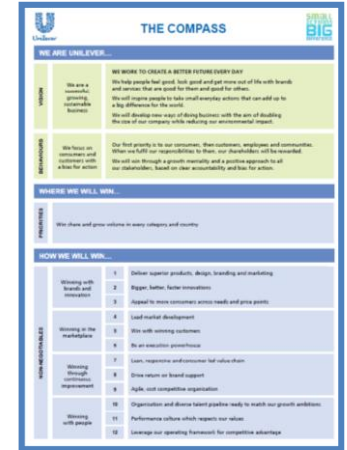 Unilever
THE COMPASS
SMALL
ACTIONS
BIG
DIFFERENCE
WE ARE UNILEVER...
VISION
We are a
successful,
growing,
sustainable
business
WE WORK TO CREATE A BETTER FUTURE EVERY DAY
We help people feel good, look good and get more out of life with brands
and services that are good for them and good for others.
We will inspire people to take small everyday actions that can add up to
a big difference for the world.
We will develop new ways of doing business with the aim of doubling
the size of our company while reducing our environmental impact.
BEHAVIOURS
We focus on
consumers and
customers with
a bias for action
Our first priority is to our consumers, then customers, employees and communities.
When we fulfil our responsibilities to them, our shareholders will be rewarded.
We will win through a growth mentality and a positive approach to all
our stakeholders, based on clear accountability and bias for action.
WHERE WE WILL WIN...
PRIORITIES
Win share and grow volume in every category and country
HOW WE WILL WIN...
NON-NEGOTIABLES
Winning with
brands and
innovation
1 Deliver superior products, design, branding and marketing
2 Bigger, better, faster innovations
3 Appeal to more consumers across needs and price points
Winning in the
marketplace
4 Lead market development
5 Win with winning customers
6 Be an execution powerhouse
Winning
through
continuous
improvement
7 Lean, responsive and consumer led value chain
8 Drive return on brand support
9 Agile, cost competitive organisation
Winning
with people
10 Organisation and diverse talent pipeline ready to match our growth ambitions
11 Performance culture which respects our values
12 Leverage our operating framework for competitive advantage